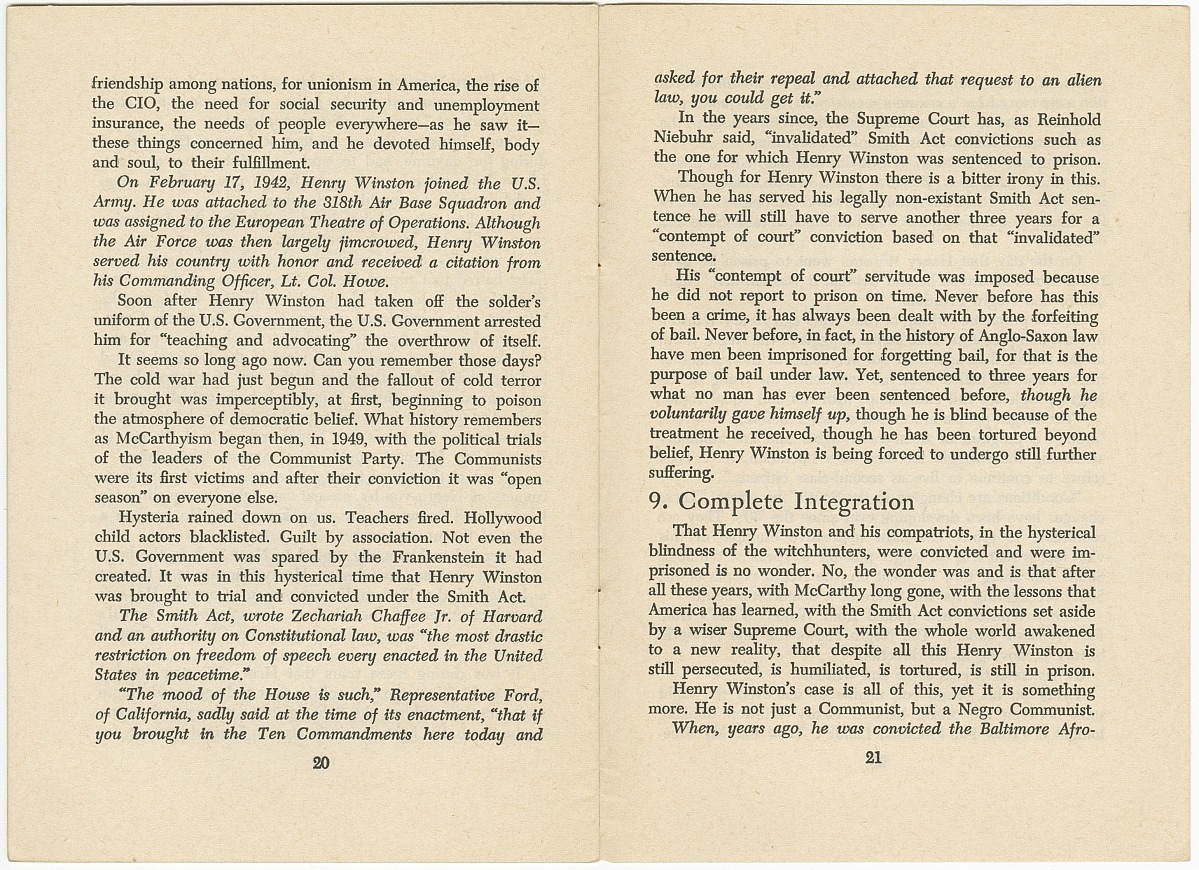 friendship among nations, for unionism in America, the rise of
the CIO, the need for social security and unemployment
insurance, the needs of people everywhere—as he saw it—
these things concerned him, and he devoted himself, body
and soul, to their fulfillment.
On February 17, 1942, Henry Winston joined the U.S.
Army. He was attached to the 318th Air Base Squadron and
was assigned to the European Theatre of Operations. Although
the Air Force was then largely jimcrowed, Henry Winston
served his country with honor and received a citation from
his Commanding Officer, Lt. Col. Howe.
Soon after Henry Winston had taken off the solder's
uniform of the U.S. Government, the U.S. Government arrested
him for "teaching and advocating" the overthrow of itself.
It seems so long ago now. Can you remember those days?
The cold war had just begun and the fallout of cold terror
it brought was imperceptibly, at first, beginning to poison
the atmosphere of democratic belief. What history remembers
as McCarthyism began then, in 1949, with the political trials
of the leaders of the Communist Party. The Communists
were its first victims and after their conviction it was "open
season" on everyone else.
Hysteria rained down on us. Teachers fired. Hollywood
child actors blacklisted. Guilt by association. Not even the
U.S. Government was spared by the Frankenstein it had
created. It was in this hysterical time that Henry Winston
was brought to trial and convicted under the Smith Act.
The Smith Act, wrote Zechariah Chaffee Jr. of Harvard
and an authority on Constitutional law, was "the most drastic
restriction on freedom of speech every enacted in the United
States in peacetime."
"The mood of the House is such," Representative Ford,
of California, sadly said at the time of its enactment, "that if
you brought in the Ten Commandments here today and
20
asked for their repeal and attached that request to an alien
law, you could get it."
In the years since, the Supreme Court has, as Reinhold
Niebuhr said, "invalidated" Smith Act convictions such as
the one for which Henry Winston was sentenced to prison.
Though for Henry Winston there is a bitter irony in this.
When he has served his legally non-existant Smith Act sen-
tence he will still have to serve another three years for a
"contempt of court" conviction based on that "invalidated"
sentence.
His "contempt of court" servitude was imposed because
he did not report to prison on time. Never before has this
been a crime, it has always been dealt with by the forfeiting
of bail. Never before, in fact, in the history of Anglo-Saxon law
have men been imprisoned for forgetting bail, for that is the
purpose of bail under law. Yet, sentenced to three years for
what no man has ever been sentenced before, though he
voluntarily gave himself up, though he is blind because of the
treatment he received, though he has been tortured beyond
belief, Henry Winston is being forced to undergo still further
suffering.
9. Complete Integration
That Henry Winston and his compatriots, in the hysterical
blindness of the witchhunters, were convicted and were im-
prisoned is no wonder. No, the wonder was and is that after
all these years, with McCarthy long gone, with the lessons that
America has learned, with the Smith Act convictions set aside
by a wiser Supreme Court, with the whole world awakened
to a new reality, that despite all this Henry Winston is
still persecuted, is humiliated, is tortured, is still in prison.
Henry Winston's case is all of this, yet it is something
more. He is not just a Communist, but a Negro Communist.
When, years ago, he was convicted the Baltimore Afro-
21